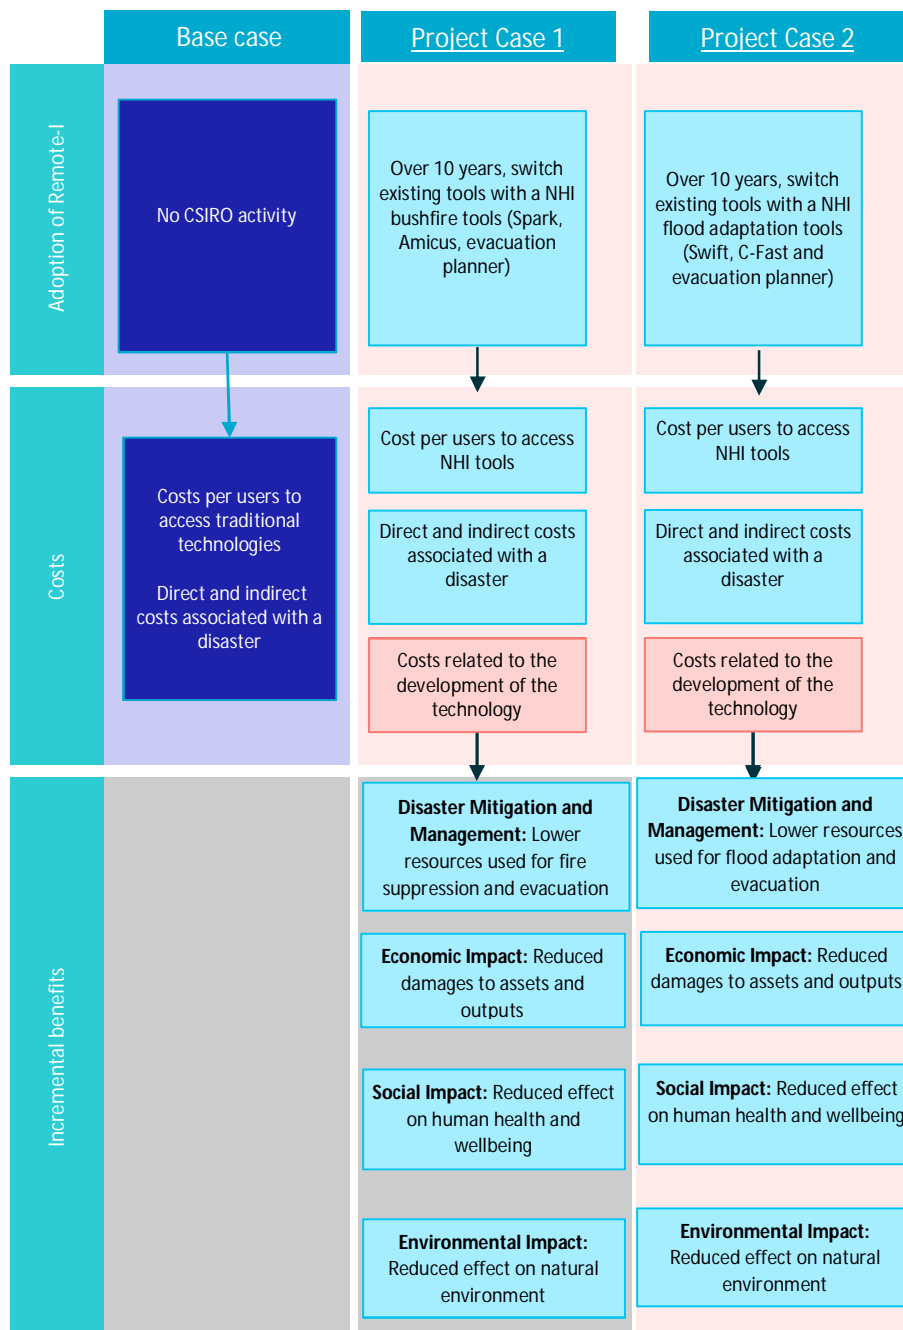 Base case
Project Case 1
Project Case 2
Adoption of Remote-I
No CSIRO activity
Over 10 years, switch
existing tools with a NHI
bushfire tools (Spark,
Amicus, evacuation
planner)
Over 10 years, switch
existing tools with a NHI
flood adaptation tools
(Swift, C-Fast and
evacuation planner)
Costs
Costs per users to
access traditional
technologies
Direct and indirect
costs associated with a
disaster
Cost per users to access
NHI tools
Direct and indirect costs
associated with a
disaster
Costs related to the
development of the
technology
Cost per users to access
NHI tools
Direct and indirect costs
associated with a
disaster
Costs related to the
development of the
technology
Incremental benefits
Disaster Mitigation and
Management: Lower
resources used for fire
suppression and evacuation
Economic Impact: Reduced
damages to assets and
outputs
Social Impact: Reduced effect
on human health and
wellbeing
Environmental Impact:
Reduced effect on natural
environment
Disaster Mitigation and
Management: Lower resources
used for flood adaptation and
evacuation
Economic Impact: Reduced
damages to assets and outputs
Social Impact: Reduced effect
on human health and wellbeing
Environmental Impact:
Reduced effect on natural
environment